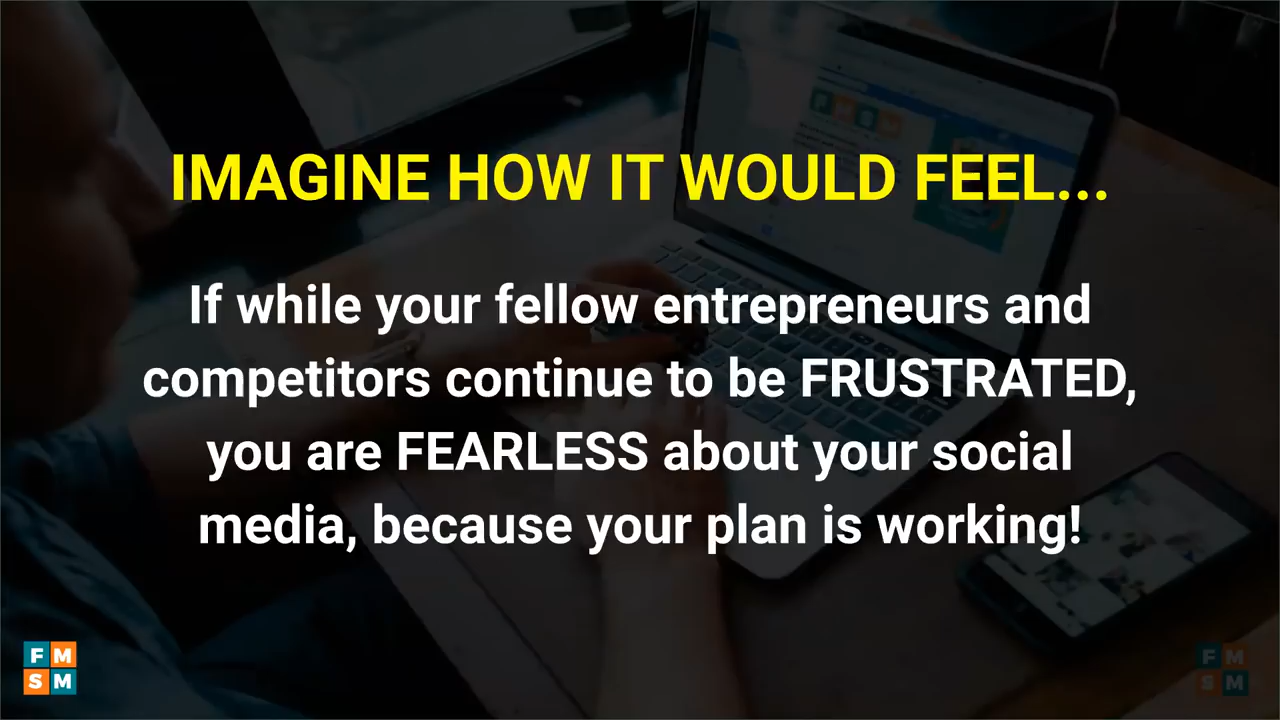 IMAGINE HOW IT WOULD FEEL...
If while your fellow entrepreneurs and
competitors continue to be FRUSTRATED,
you are FEARLESS about your social
media, because your plan is working!
F M
S M
F M
S M